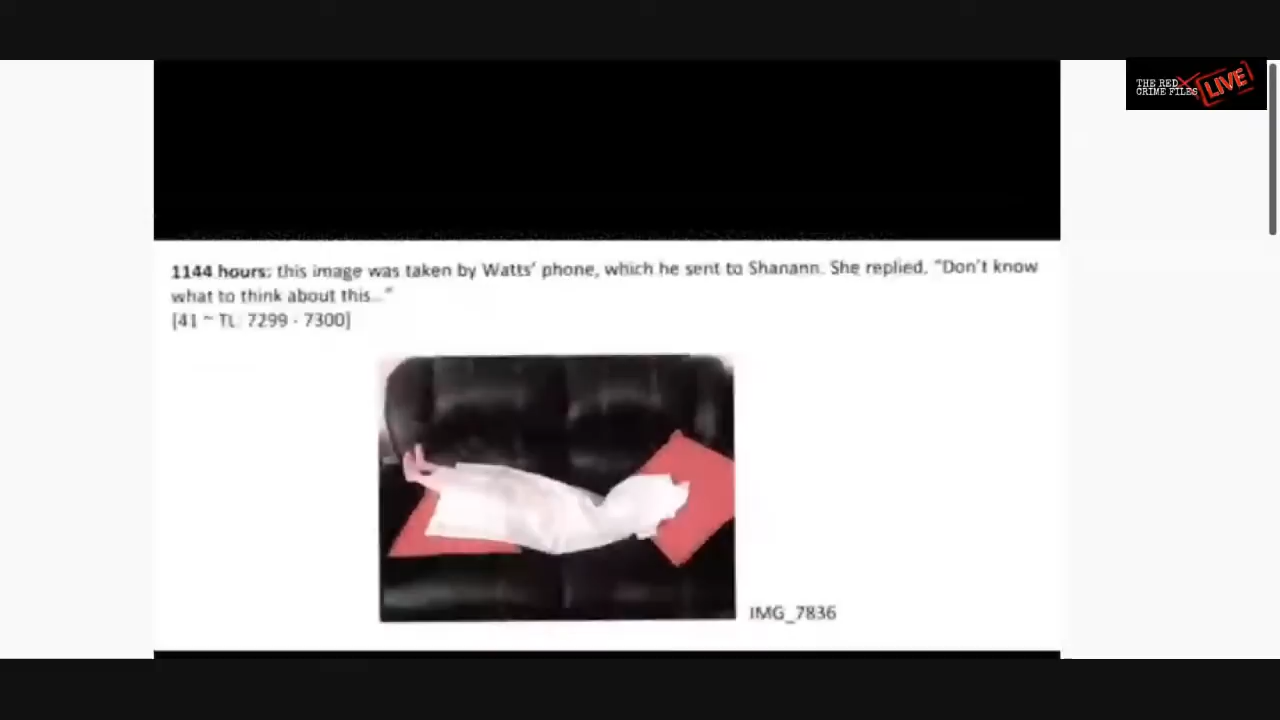 THE RED
CRIME FILES
LIVE
1144 hours: this image was taken by Watts' phone, which he sent to Shanann. She replied, "Don't know
what to think about this..."
[41 ~ TL: 7299 - 7300]
IMG_7836